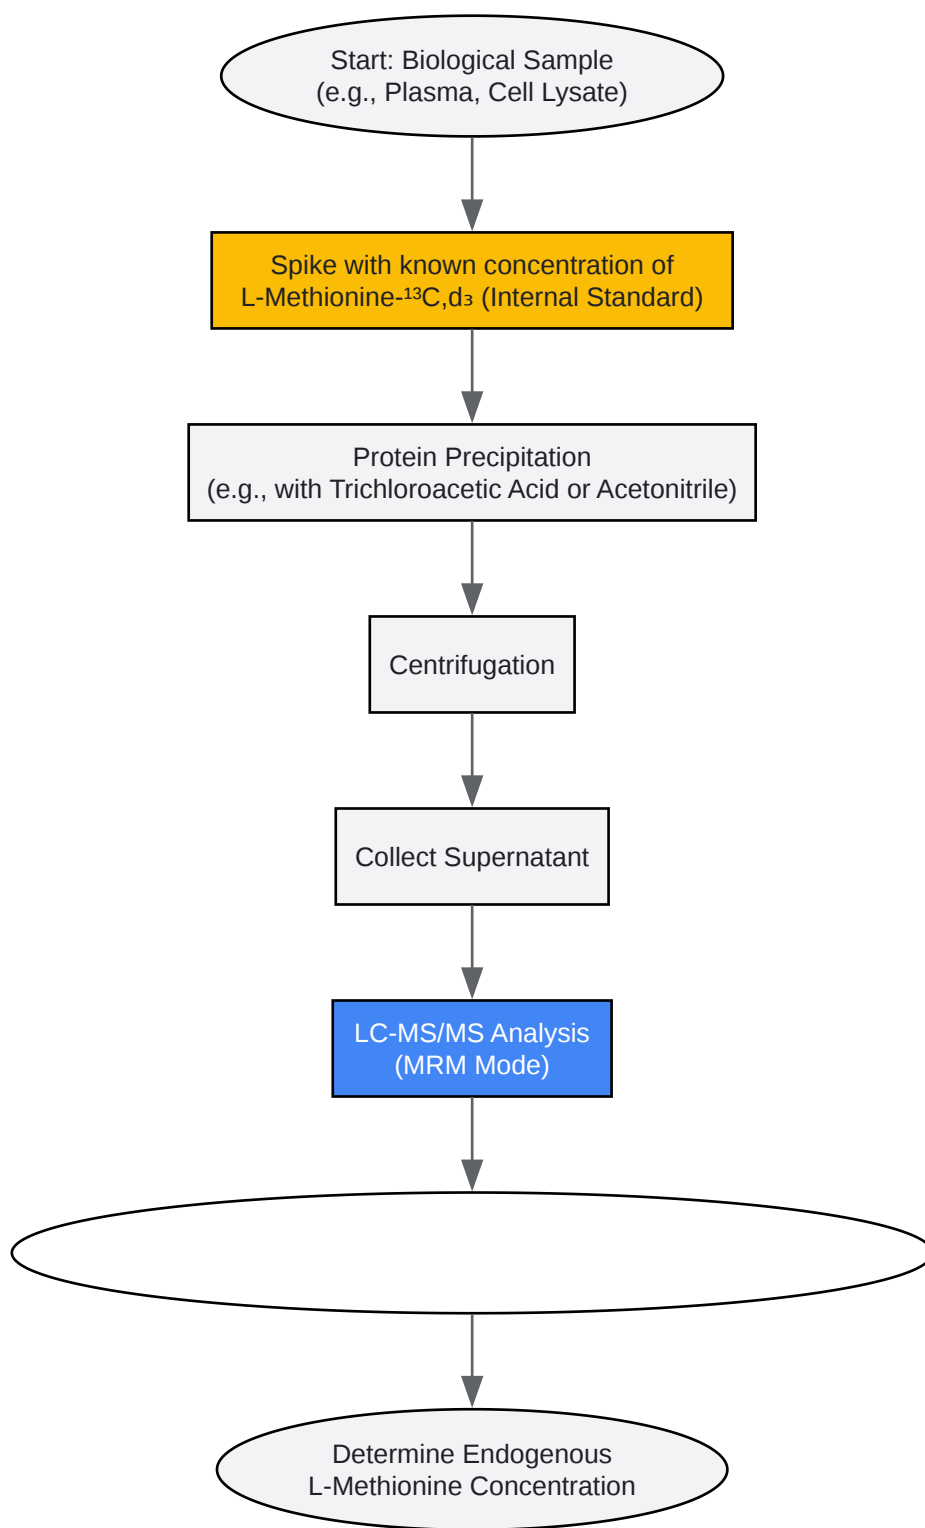 Start: Biological Sample
(e.g., Plasma, Cell Lysate)
Spike with known concentration of
L-Methionine-¹³C,d₃ (Internal Standard)
Protein Precipitation
(e.g., with Trichloroacetic Acid or Acetonitrile)
Centrifugation
Collect Supernatant
LC-MS/MS Analysis
(MRM Mode)
Determine Endogenous
L-Methionine Concentration